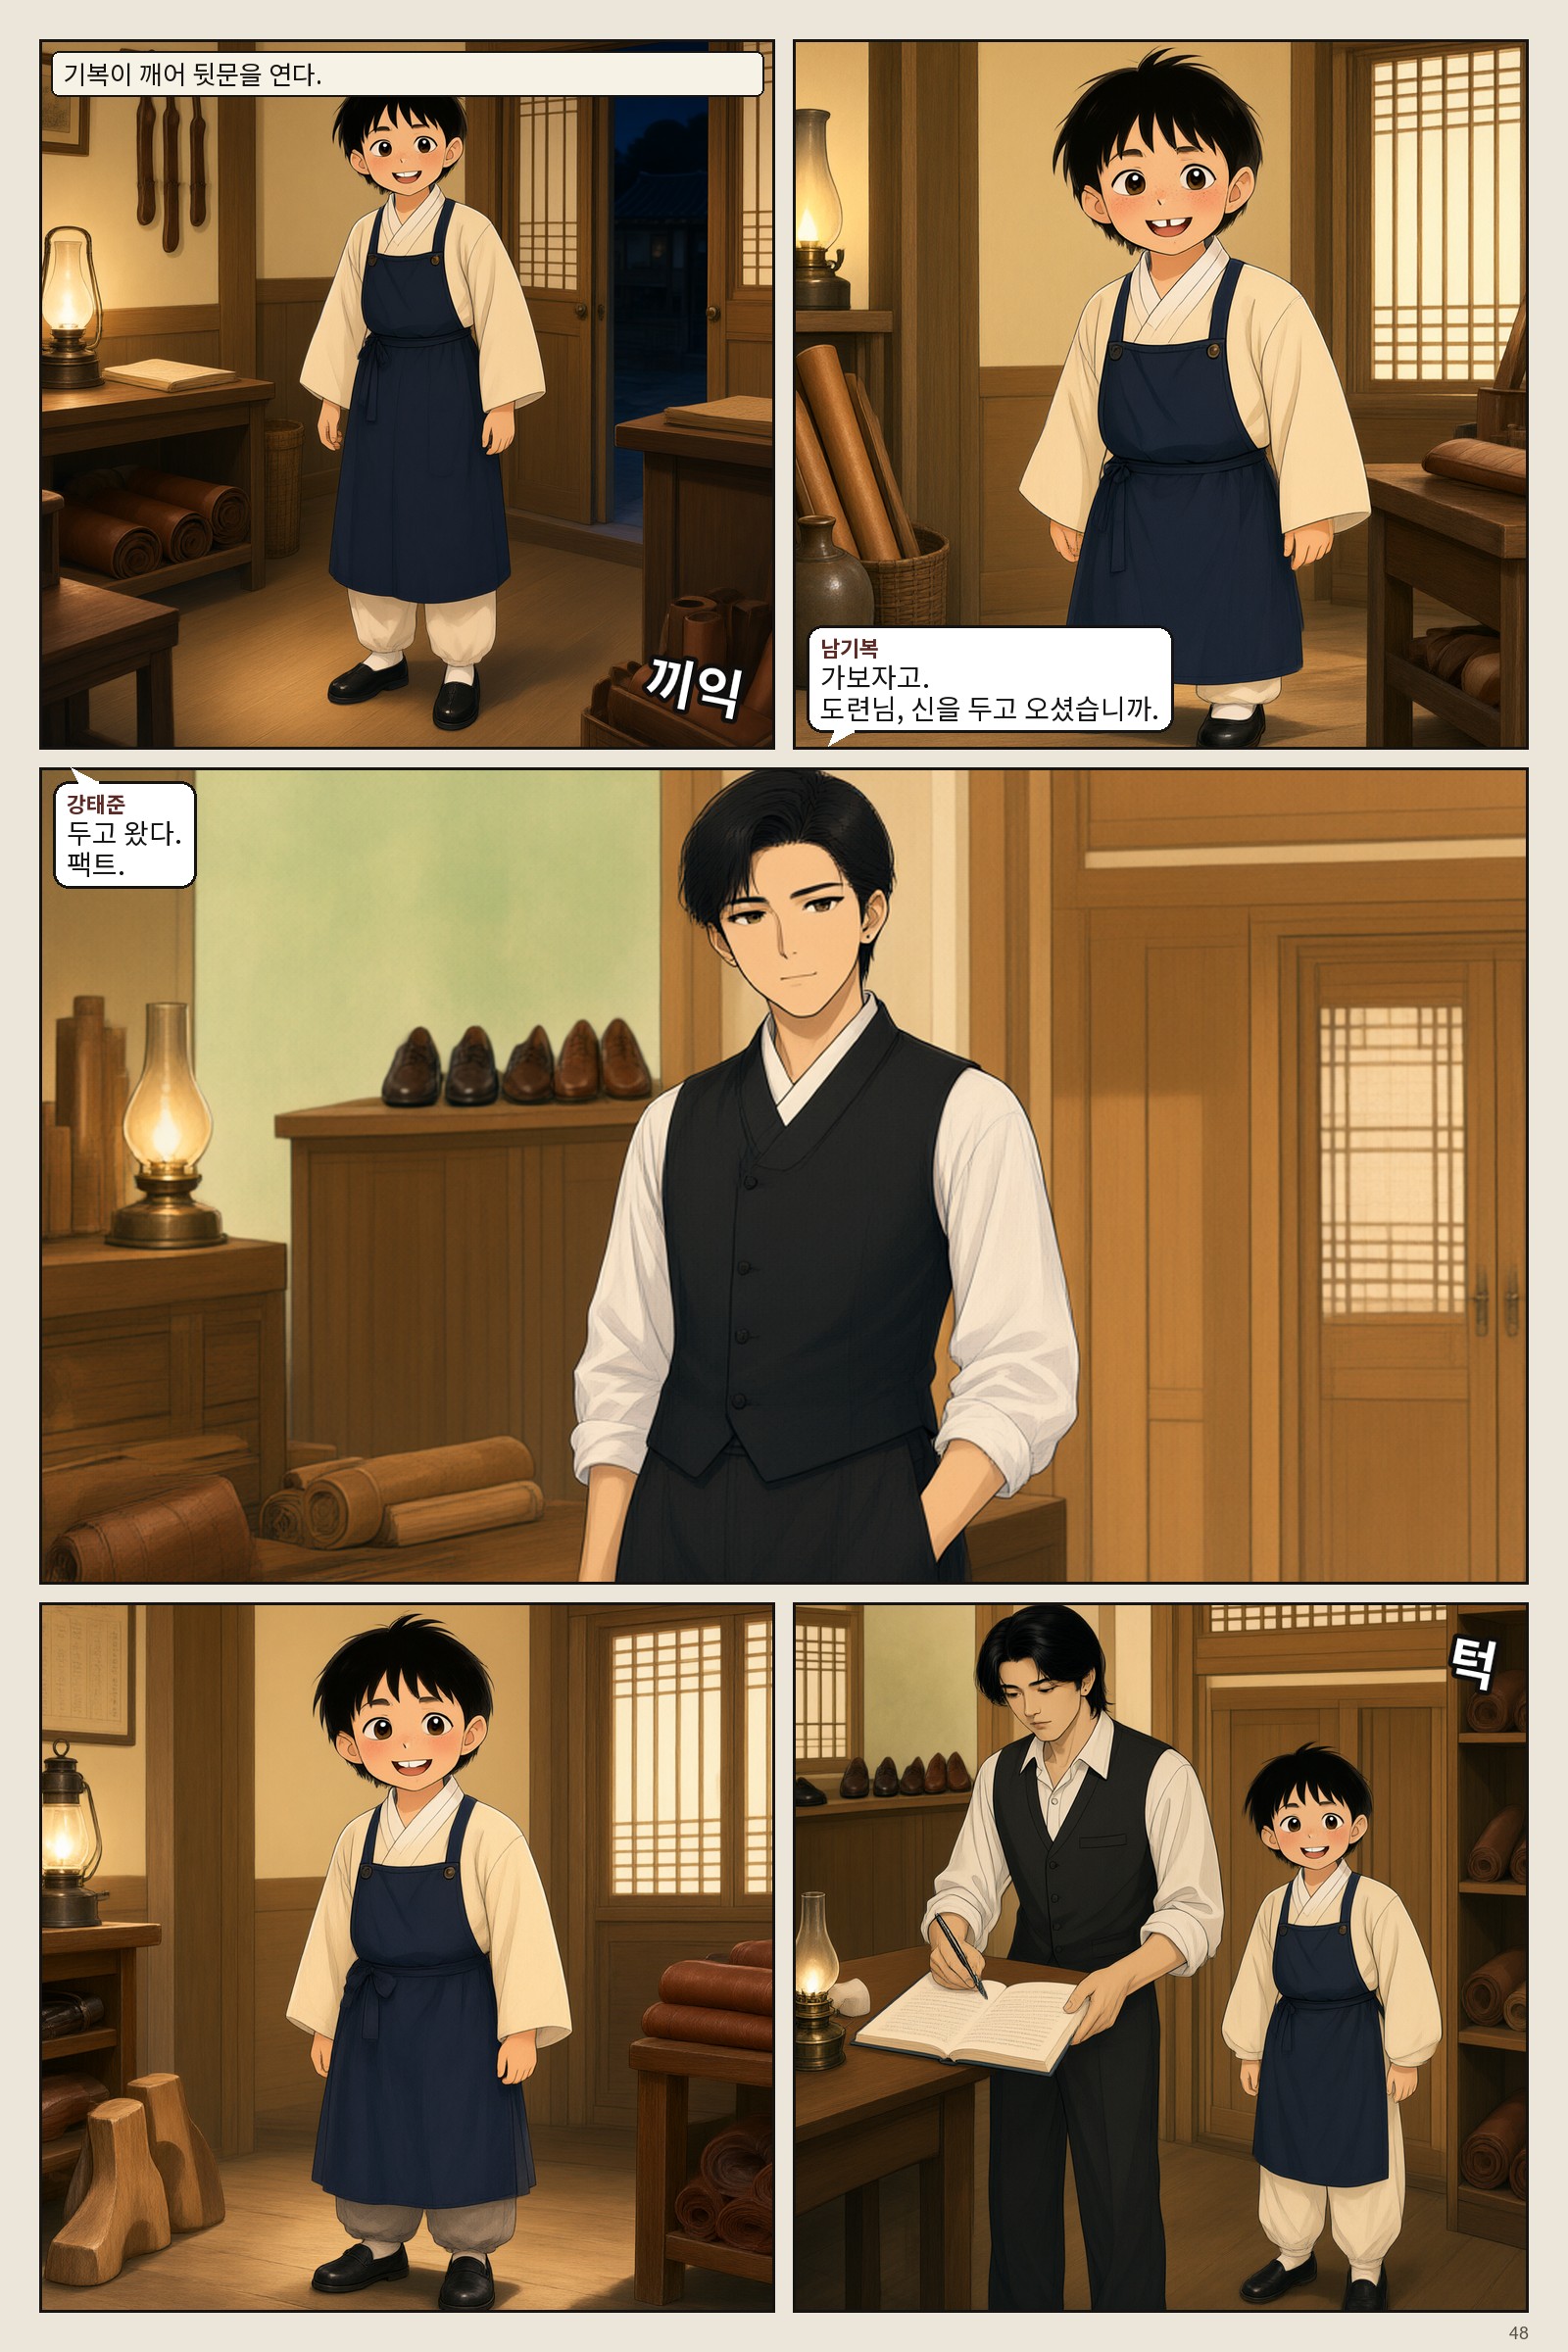 기복이 깨어 뒷문을 연다.
끼익
남기복
가보자고.
도련님, 신을 두고 오셨습니까.
강태준
두고 왔다.
팩트.
턱
48